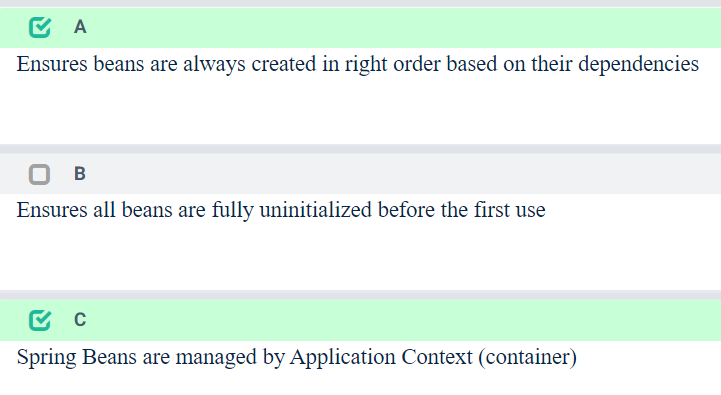 A
Ensures beans are always created in right order based on their dependencies
B
Ensures all beans are fully uninitialized before the first use
C
Spring Beans are managed by Application Context (container)